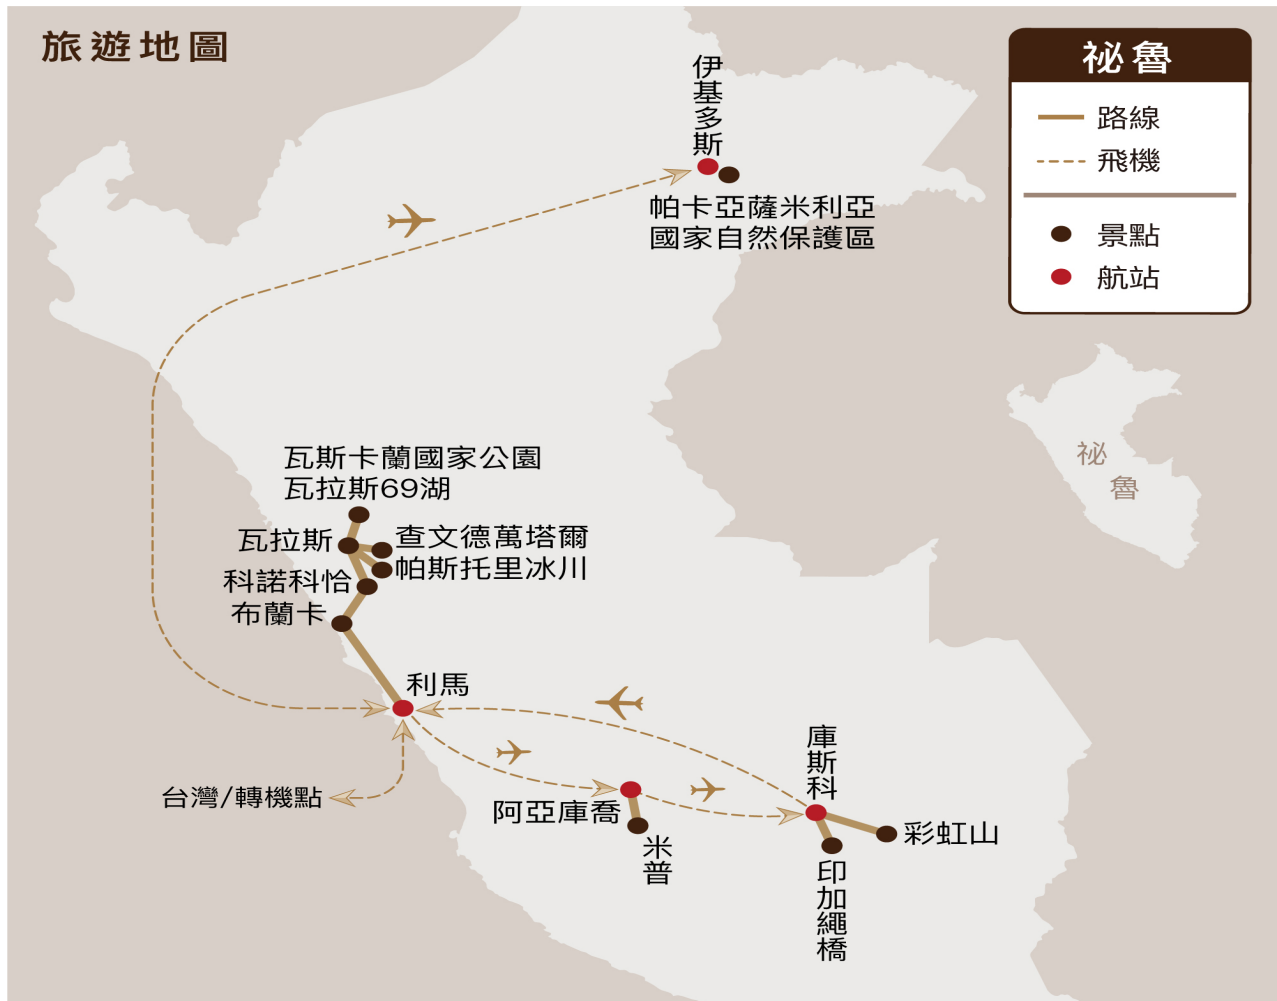 旅遊地圖
祕魯
路線
飛機
景點
航站
伊基多斯
帕卡亞薩米利亞
國家自然保護區
祕
魯
瓦斯卡蘭國家公園
瓦拉斯69湖
瓦拉斯
查文德萬塔爾
帕斯托里冰川
科諾科恰
布蘭卡
利馬
台灣/轉機點
阿亞庫喬
米普
庫斯科
彩虹山
印加繩橋